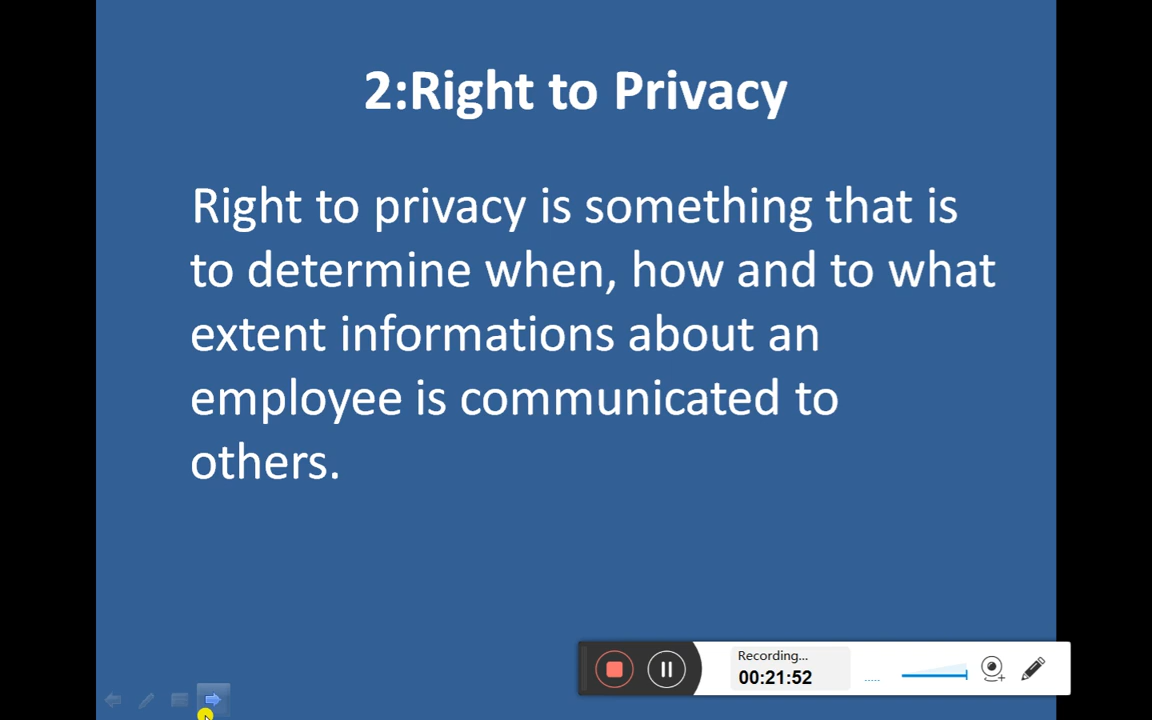 2:Right to Privacy
Right to privacy is something that is
to determine when, how and to what
extent informations about an
employee is communicated to
others.
Recording...
00:21:52